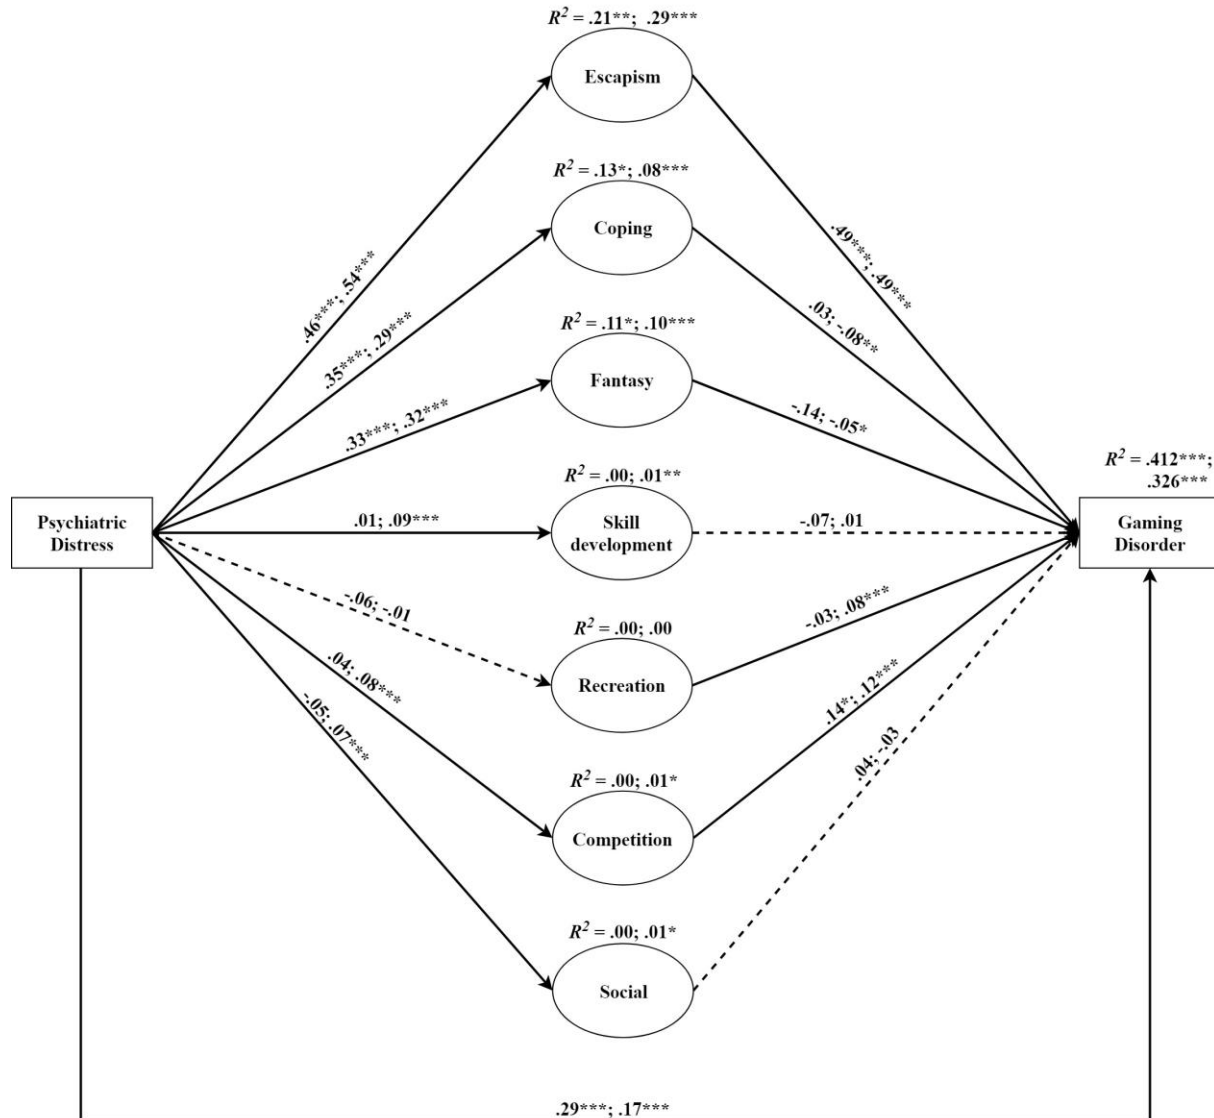 R² = .21**; .29***
Escapism
R² = .13*; .08***
Coping
.46***; .54***
.49***; .49***
.35***; .29***
.03; -.08**
R² = .11*; .10***
Fantasy
.33***; .32***
-.14; -.05*
R² = .412***;
.326***
R² = .00; .01**
Psychiatric
Distress
.01; .09***
Skill
development
-.07; .01
Gaming
Disorder
-.06; -.01
R² = .00; .00
Recreation
-.03; .08***
.04; .08***
.14*; .12***
-.05; .07***
.04; -.03
R² = .00; .01*
Competition
R² = .00; .01*
Social
.29***; .17***